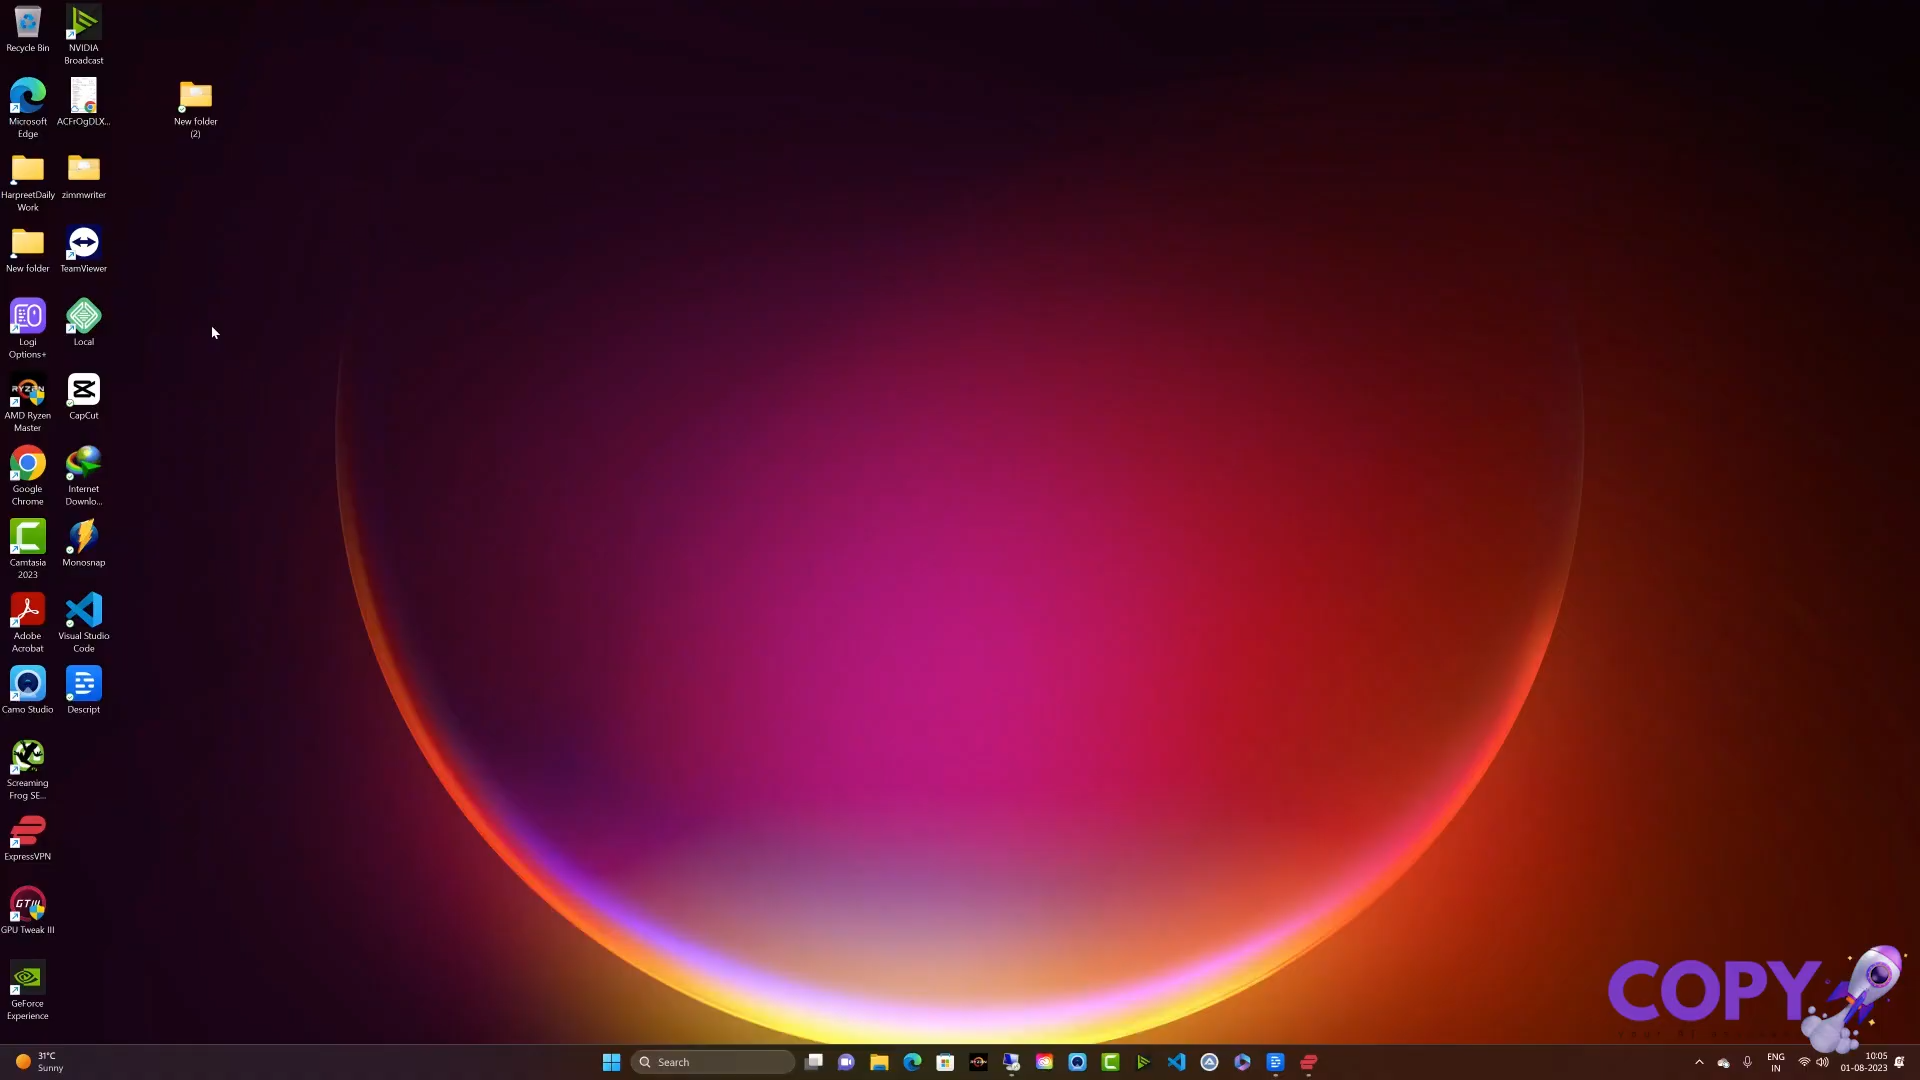 Recycle Bin
NVIDIA
Broadcast
Microsoft
Edge
ACFrOgDLX...
New folder
(2)
HarpreetDaily
Work
zimmwriter
New folder
TeamViewer
Logi
Options+
Local
RYZEN
AMD Ryzen
Master
CapCut
Google
Chrome
Internet
Downlo...
Camtasia
2023
Monosnap
Adobe
Acrobat
Visual Studio
Code
Camo Studio
Descript
Screaming
Frog SE...
ExpressVPN
GTIII
GPU Tweak III
GeForce
Experience
COPY
31°C
Sunny
Search
ENG
IN
10:05
01-08-2023